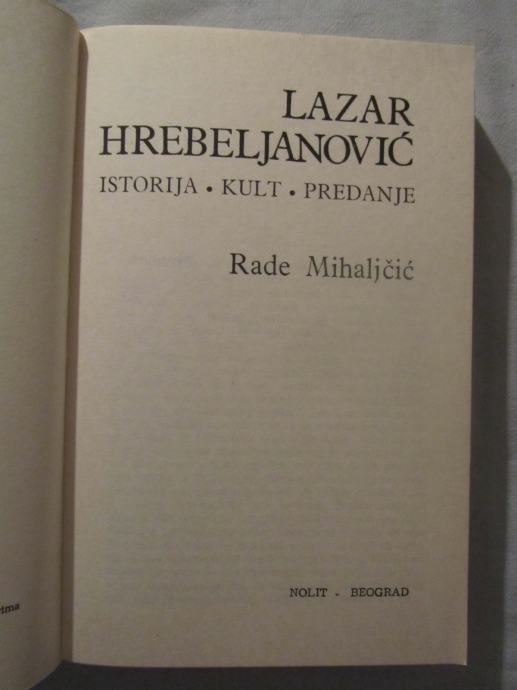 LAZAR
HREBELJANOVIĆ
ISTORIJA • KULT • PREDANJE
Rade Mihaljčić
NOLIT - BEOGRAD